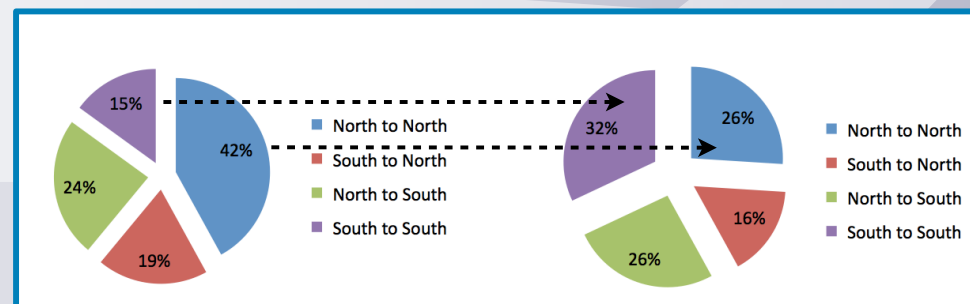 15%
42%
24%
19%
North to North
South to North
North to South
South to South
32%
26%
16%
26%
North to North
South to North
North to South
South to South